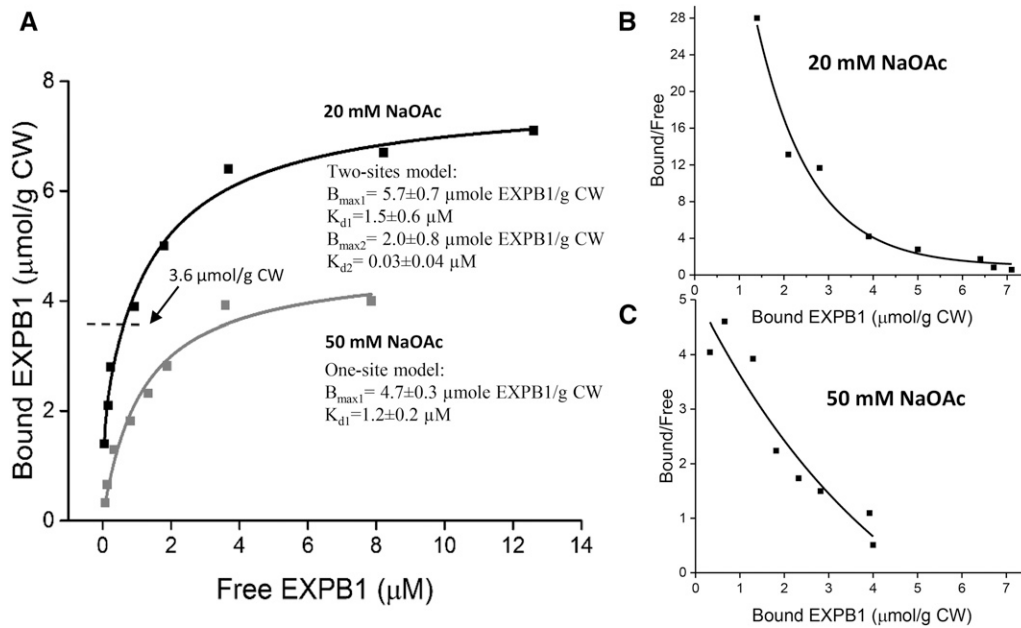 A
8
6
4
2
0
Bound EXPB1 (μmol/g CW)
20 mM NaOAc
Two-sites model:
Bmax1= 5.7±0.7 μmole EXPB1/g CW
Kd1=1.5±0.6 μM
Bmax2= 2.0±0.8 μmole EXPB1/g CW
Kd2= 0.03±0.04 μM
3.6 μmol/g CW
50 mM NaOAc
One-site model:
Bmax1= 4.7±0.3 μmole EXPB1/g CW
Kd1=1.2±0.2 μM
0 2 4 6 8 10 12 14
Free EXPB1 (μM)
B
28
24
20
16
12
8
4
0
Bound/Free
20 mM NaOAc
0 1 2 3 4 5 6 7
Bound EXPB1 (μmol/g CW)
C
5
4
3
2
1
0
Bound/Free
50 mM NaOAc
0 1 2 3 4 5 6 7
Bound EXPB1 (μmol/g CW)